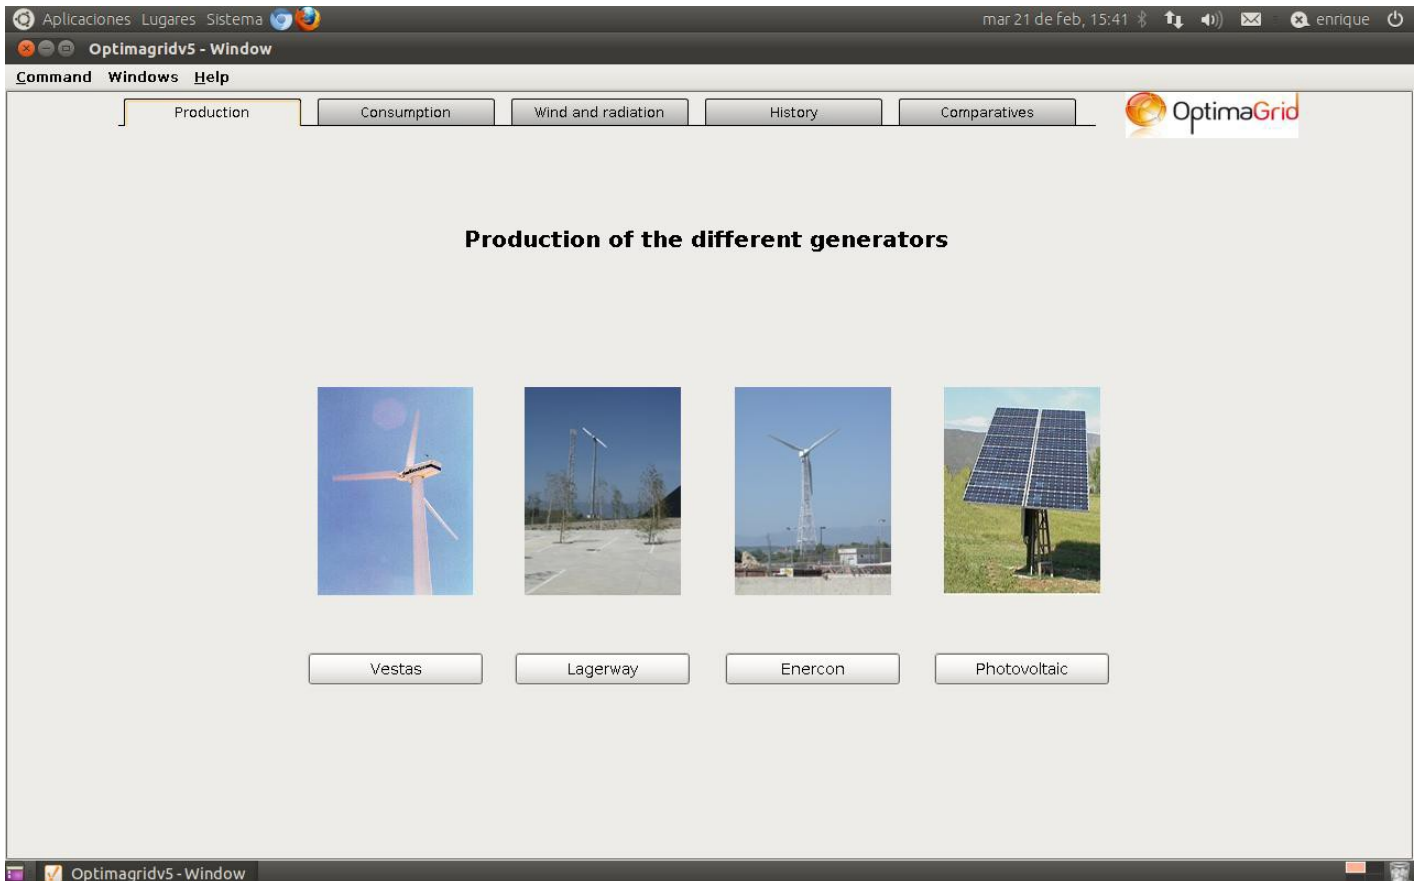 Aplicaciones Lugares Sistema mar 21 de feb, 15:41 enrique
Optimagridv5 - Window
Command Windows Help
Production Consumption Wind and radiation History Comparatives OptimaGrid
Production of the different generators
Vestas Lagerway Enercon Photovoltaic
Optimagridv5 - Window